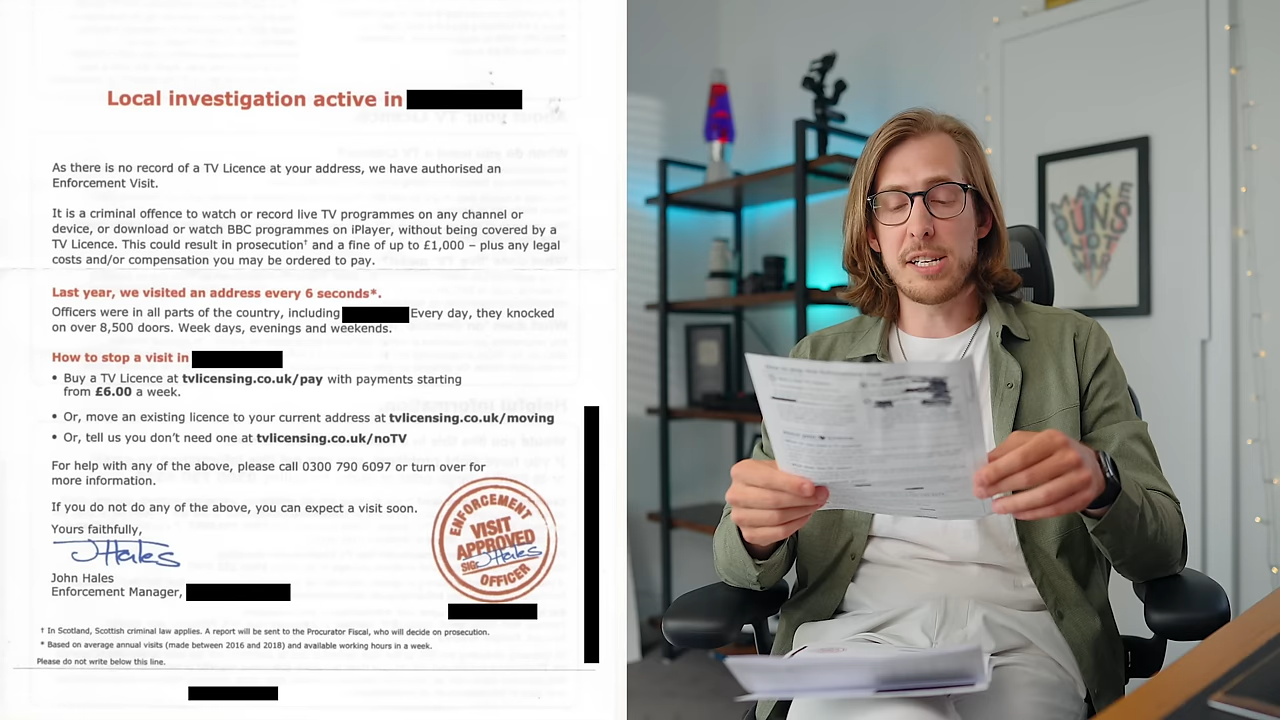 Local investigation active in
As there is no record of a TV Licence at your address, we have authorised an
Enforcement Visit.
It is a criminal offence to watch or record live TV programmes on any channel or
device, or download or watch BBC programmes on iPlayer, without being covered by a
TV Licence. This could result in prosecution† and a fine of up to £1,000 – plus any legal
costs and/or compensation you may be ordered to pay.
Last year, we visited an address every 6 seconds*.
Officers were in all parts of the country, including Every day, they knocked
on over 8,500 doors. Week days, evenings and weekends.
How to stop a visit in
• Buy a TV Licence at tvlicensing.co.uk/pay with payments starting
from £6.00 a week.
• Or, move an existing licence to your current address at tvlicensing.co.uk/moving
• Or, tell us you don't need one at tvlicensing.co.uk/noTV
For help with any of the above, please call 0300 790 6097 or turn over for
more information.
If you do not do any of the above, you can expect a visit soon.
Yours faithfully,
J Hales
John Hales
Enforcement Manager,
ENFORCEMENT
VISIT
APPROVED
SIG: J Hales
OFFICER
† In Scotland, Scottish criminal law applies. A report will be sent to the Procurator Fiscal, who will decide on prosecution.
* Based on average annual visits (made between 2016 and 2018) and available working hours in a week.
Please do not write below this line.
MAKE
GUNS
NOT
WAR